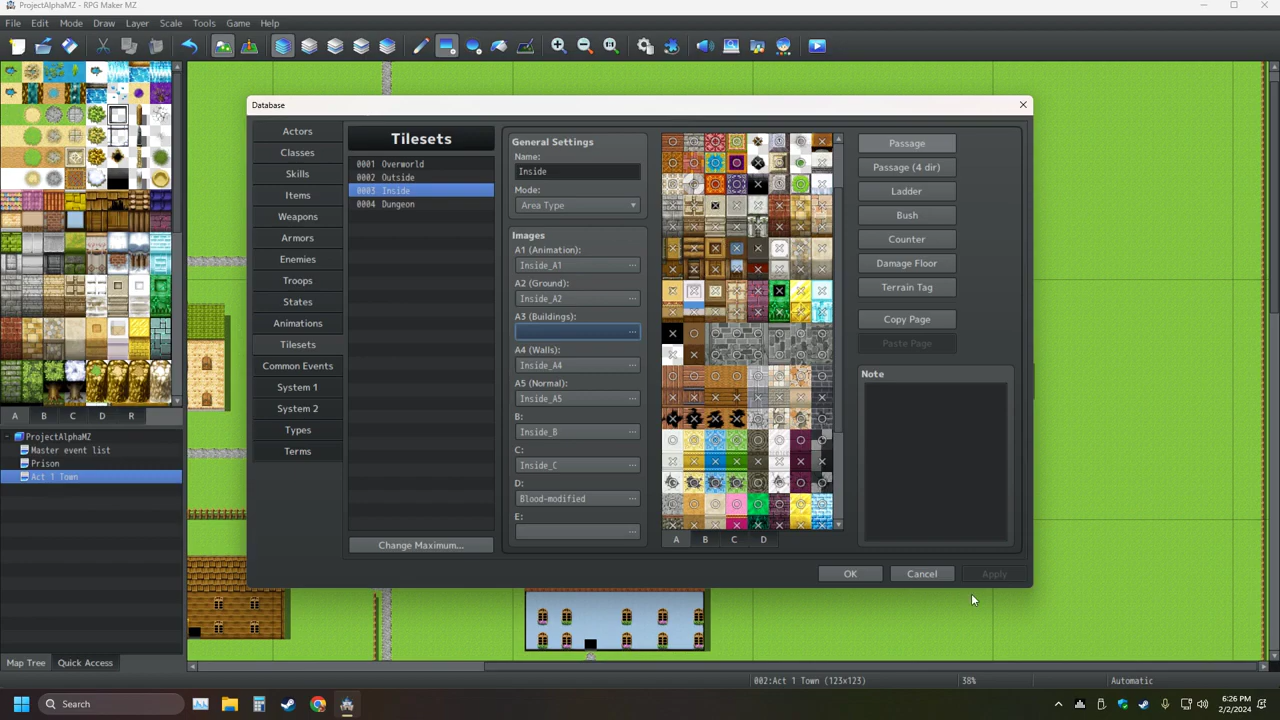 ProjectAlphaMZ - RPG Maker MZ
File Edit Mode Draw Layer Scale Tools Game Help
Database
Actors
Classes
Skills
Items
Weapons
Armors
Enemies
Troops
States
Animations
Tilesets
Common Events
System 1
System 2
Types
Terms
Tilesets
0001 Overworld
0002 Outside
0003 Inside
0004 Dungeon
Change Maximum...
General Settings
Name:
Inside
Mode:
Area Type
Images
A1 (Animation):
Inside_A1 ...
A2 (Ground):
Inside_A2 ...
A3 (Buildings):
...
A4 (Walls):
Inside_A4 ...
A5 (Normal):
Inside_A5 ...
B:
Inside_B ...
C:
Inside_C ...
D:
Blood-modified ...
E:
...
A B C D
Passage
Passage (4 dir)
Ladder
Bush
Counter
Damage Floor
Terrain Tag
Copy Page
Paste Page
Note
OK Cancel Apply
A B C D R
ProjectAlphaMZ
Master event list
Prison
Act 1 Town
Map Tree Quick Access
002:Act 1 Town (123x123) 38% Automatic
Search
6:26 PM
2/2/2024